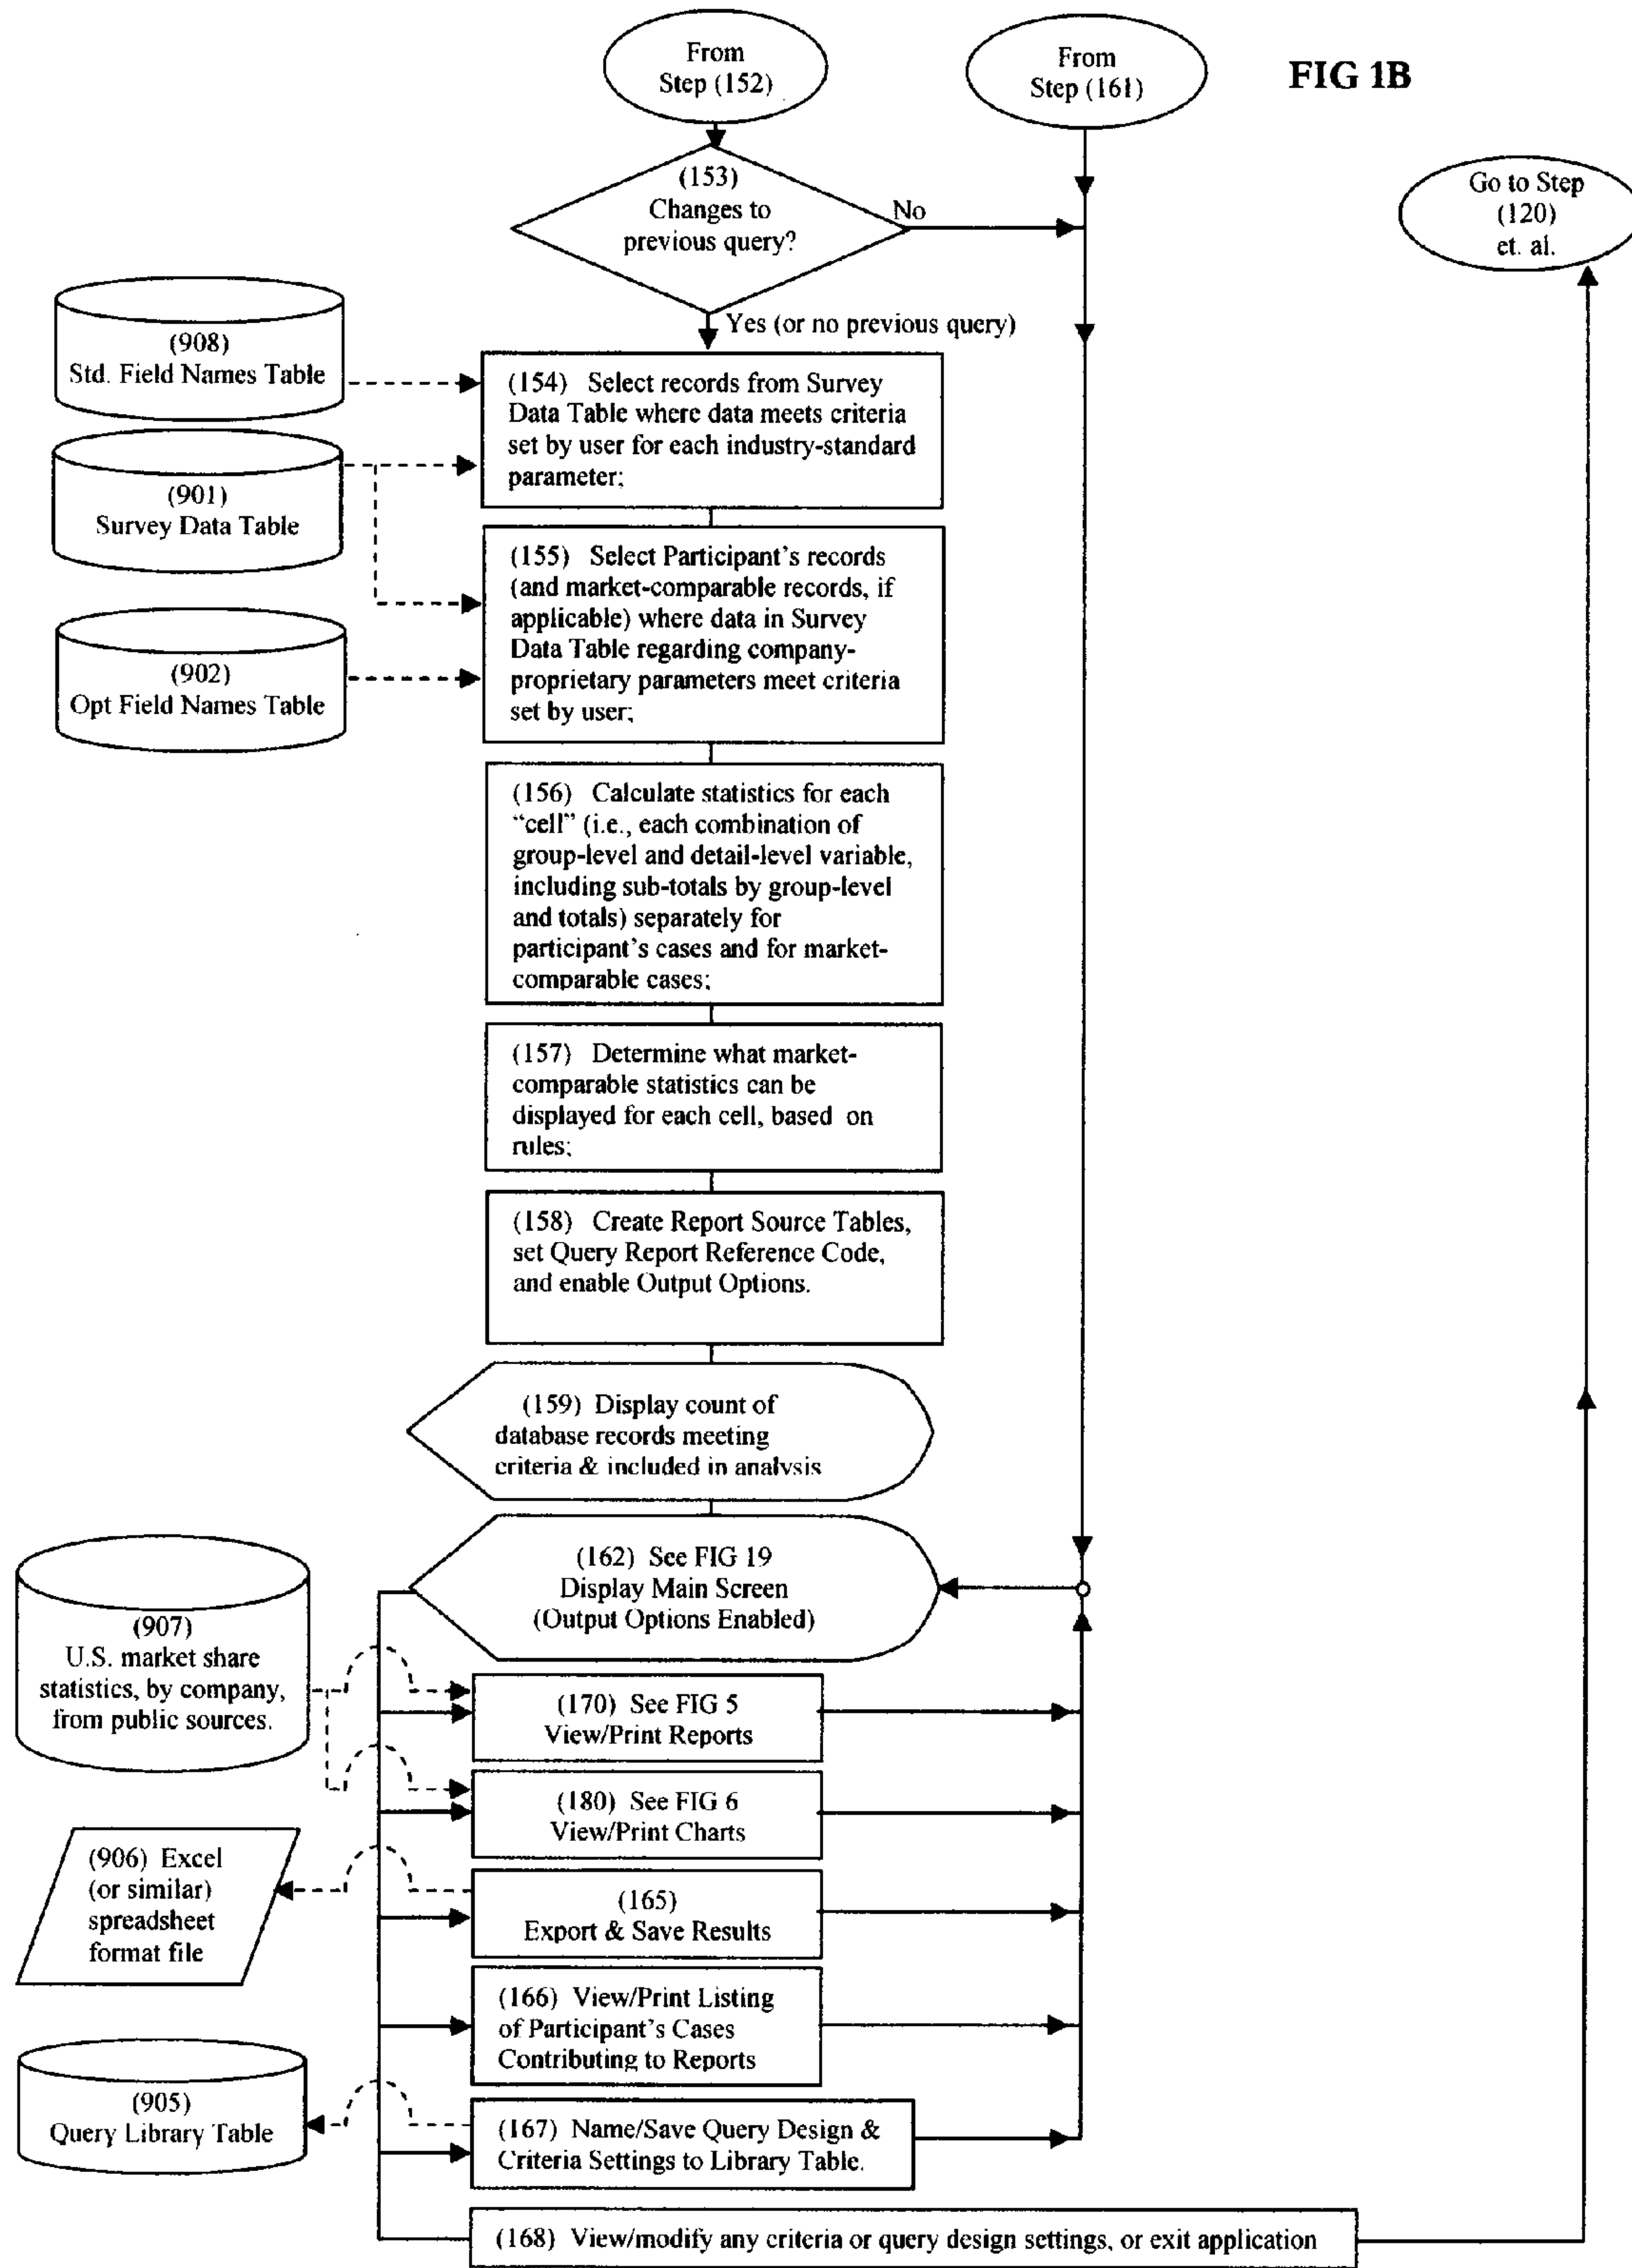 From
Step (152)
From
Step (161)
FIG 1B
Go to Step
(120)
et. al.
(153)
Changes to
previous query?
No
Yes (or no previous query)
(908)
Std. Field Names Table
(154) Select records from Survey
Data Table where data meets criteria
set by user for each industry-standard
parameter;
(901)
Survey Data Table
(155) Select Participant's records
(and market-comparable records, if
applicable) where data in Survey
Data Table regarding company-
proprietary parameters meet criteria
set by user;
(902)
Opt Field Names Table
(156) Calculate statistics for each
"cell" (i.e., each combination of
group-level and detail-level variable,
including sub-totals by group-level
and totals) separately for
participant's cases and for market-
comparable cases;
(157) Determine what market-
comparable statistics can be
displayed for each cell, based on
rules;
(158) Create Report Source Tables,
set Query Report Reference Code,
and enable Output Options.
(159) Display count of
database records meeting
criteria & included in analysis
(162) See FIG 19
Display Main Screen
(Output Options Enabled)
(907)
U.S. market share
statistics, by company,
from public sources.
(170) See FIG 5
View/Print Reports
(180) See FIG 6
View/Print Charts
(906) Excel
(or similar)
spreadsheet
format file
(165)
Export & Save Results
(166) View/Print Listing
of Participant's Cases
Contributing to Reports
(905)
Query Library Table
(167) Name/Save Query Design &
Criteria Settings to Library Table.
(168) View/modify any criteria or query design settings, or exit application